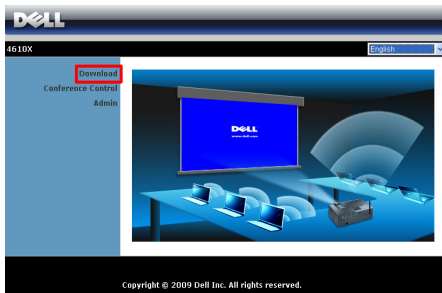 DELL
4610X
English
Download
Conference Control
Admin
DELL
www.dell.com
Copyright © 2009 Dell Inc. All rights reserved.